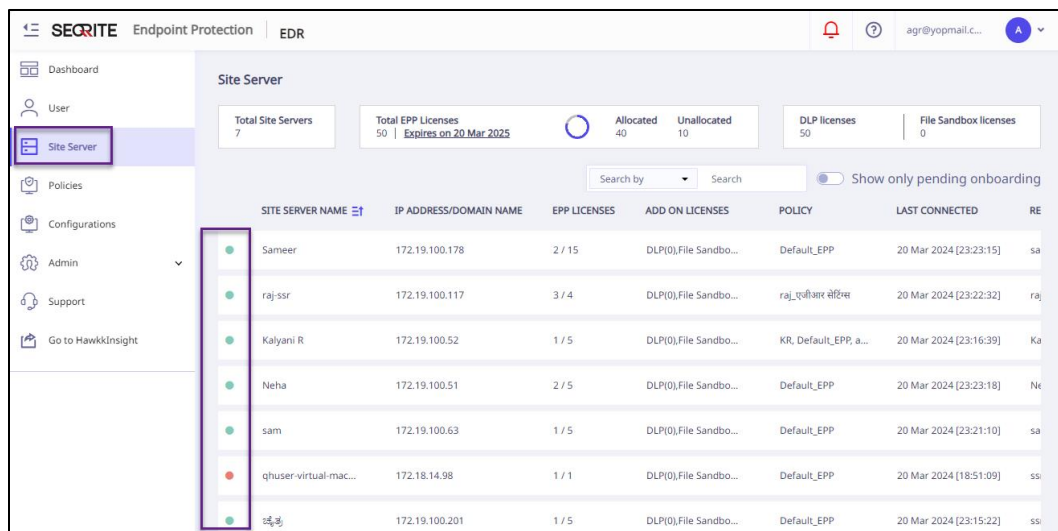 SEQRITE Endpoint Protection EDR agr@yopmail.c... A
Dashboard
User
Site Server
Policies
Configurations
Admin
Support
Go to HawkkInsight
Site Server
Total Site Servers
7
Total EPP Licenses
50 | Expires on 20 Mar 2025
Allocated
40
Unallocated
10
DLP licenses
50
File Sandbox licenses
0
Search by Search Show only pending onboarding
SITE SERVER NAME IP ADDRESS/DOMAIN NAME EPP LICENSES ADD ON LICENSES POLICY LAST CONNECTED RE
Sameer 172.19.100.178 2 / 15 DLP(0),File Sandbo... Default_EPP 20 Mar 2024 [23:23:15] sa
raj-ssr 172.19.100.117 3 / 4 DLP(0),File Sandbo... raj_एजीआर सेटिंग्स 20 Mar 2024 [23:22:32] raj
Kalyani R 172.19.100.52 1 / 5 DLP(0),File Sandbo... KR, Default_EPP, a... 20 Mar 2024 [23:16:39] Ka
Neha 172.19.100.51 2 / 5 DLP(0),File Sandbo... Default_EPP 20 Mar 2024 [23:23:18] Ne
sam 172.19.100.63 1 / 5 DLP(0),File Sandbo... Default_EPP 20 Mar 2024 [23:21:10] sa
qhuser-virtual-mac... 172.18.14.98 1 / 1 DLP(0),File Sandbo... Default_EPP 20 Mar 2024 [18:51:09] ss
172.19.100.201 1 / 5 DLP(0),File Sandbo... Default_EPP 20 Mar 2024 [23:15:22] ss